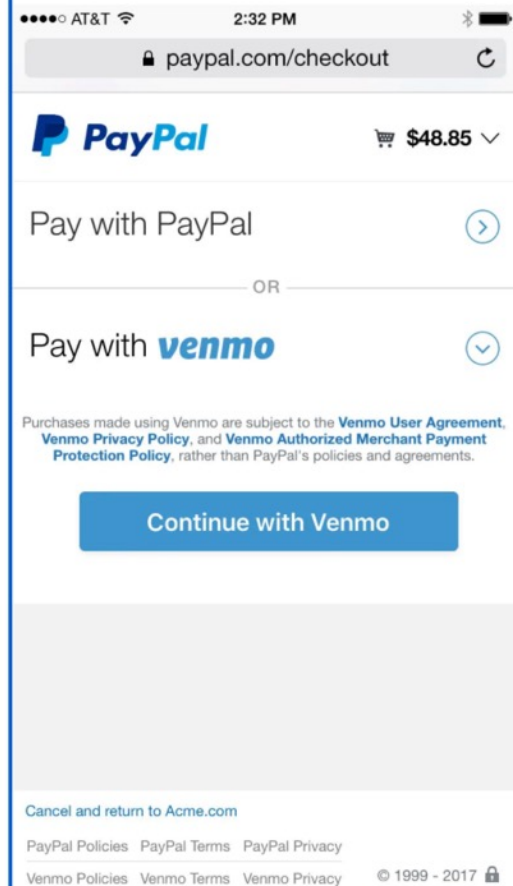 AT&T 2:32 PM
paypal.com/checkout
PayPal $48.85
Pay with PayPal
OR
Pay with venmo
Purchases made using Venmo are subject to the Venmo User Agreement,
Venmo Privacy Policy, and Venmo Authorized Merchant Payment
Protection Policy, rather than PayPal's policies and agreements.
Continue with Venmo
Cancel and return to Acme.com
PayPal Policies PayPal Terms PayPal Privacy
Venmo Policies Venmo Terms Venmo Privacy © 1999 - 2017